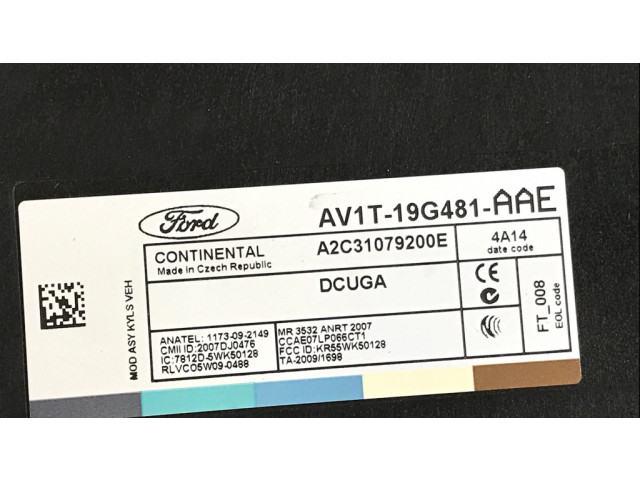 Ford
AV1T-19G481-AAE
CONTINENTAL
Made in Czech Republic
A2C31079200E
4A14
date code
DCUGA
CE
MOD ASY KYLS VEH
ANATEL: 1173-09-2149
CMII ID:2007DJ0476
IC:7812D-5WK50128
RLVCO5W09-0488
MR 3532 ANRT 2007
CCAE07LP066CT1
FCC ID:KR55WK50128
TA-2009/1698
FT_008
EOL code